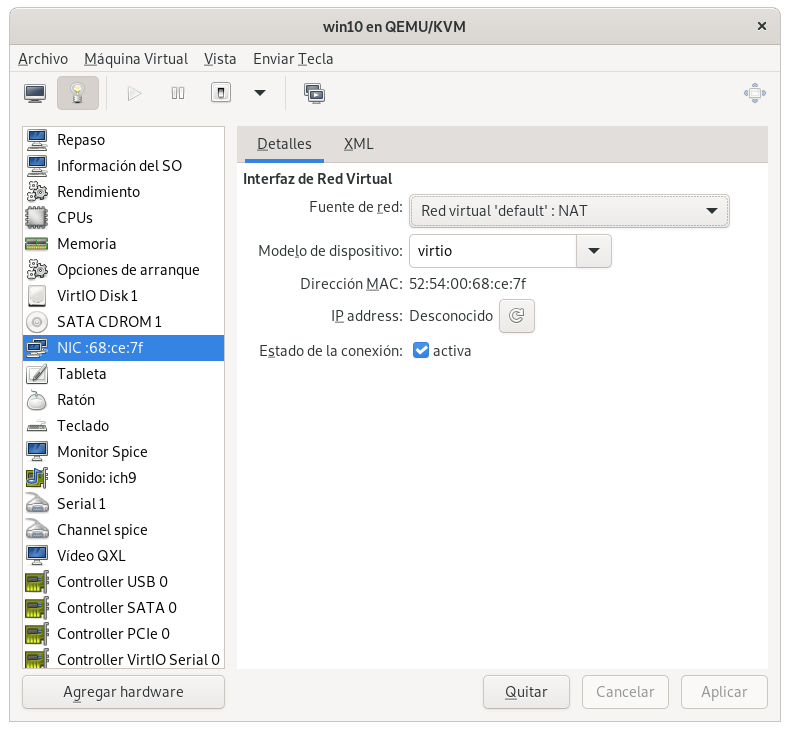 win10 en QEMU/KVM
Archivo Máquina Virtual Vista Enviar Tecla
Repaso
Información del SO
Rendimiento
CPUs
Memoria
Opciones de arranque
VirtIO Disk 1
SATA CDROM 1
NIC :68:ce:7f
Tableta
Ratón
Teclado
Monitor Spice
Sonido: ich9
Serial 1
Channel spice
Vídeo QXL
Controller USB 0
Controller SATA 0
Controller PCIe 0
Controller VirtIO Serial 0
Agregar hardware
Detalles XML
Interfaz de Red Virtual
Fuente de red: Red virtual 'default' : NAT
Modelo de dispositivo: virtio
Dirección MAC: 52:54:00:68:ce:7f
IP address: Desconocido
Estado de la conexión: activa
Quitar Cancelar Aplicar